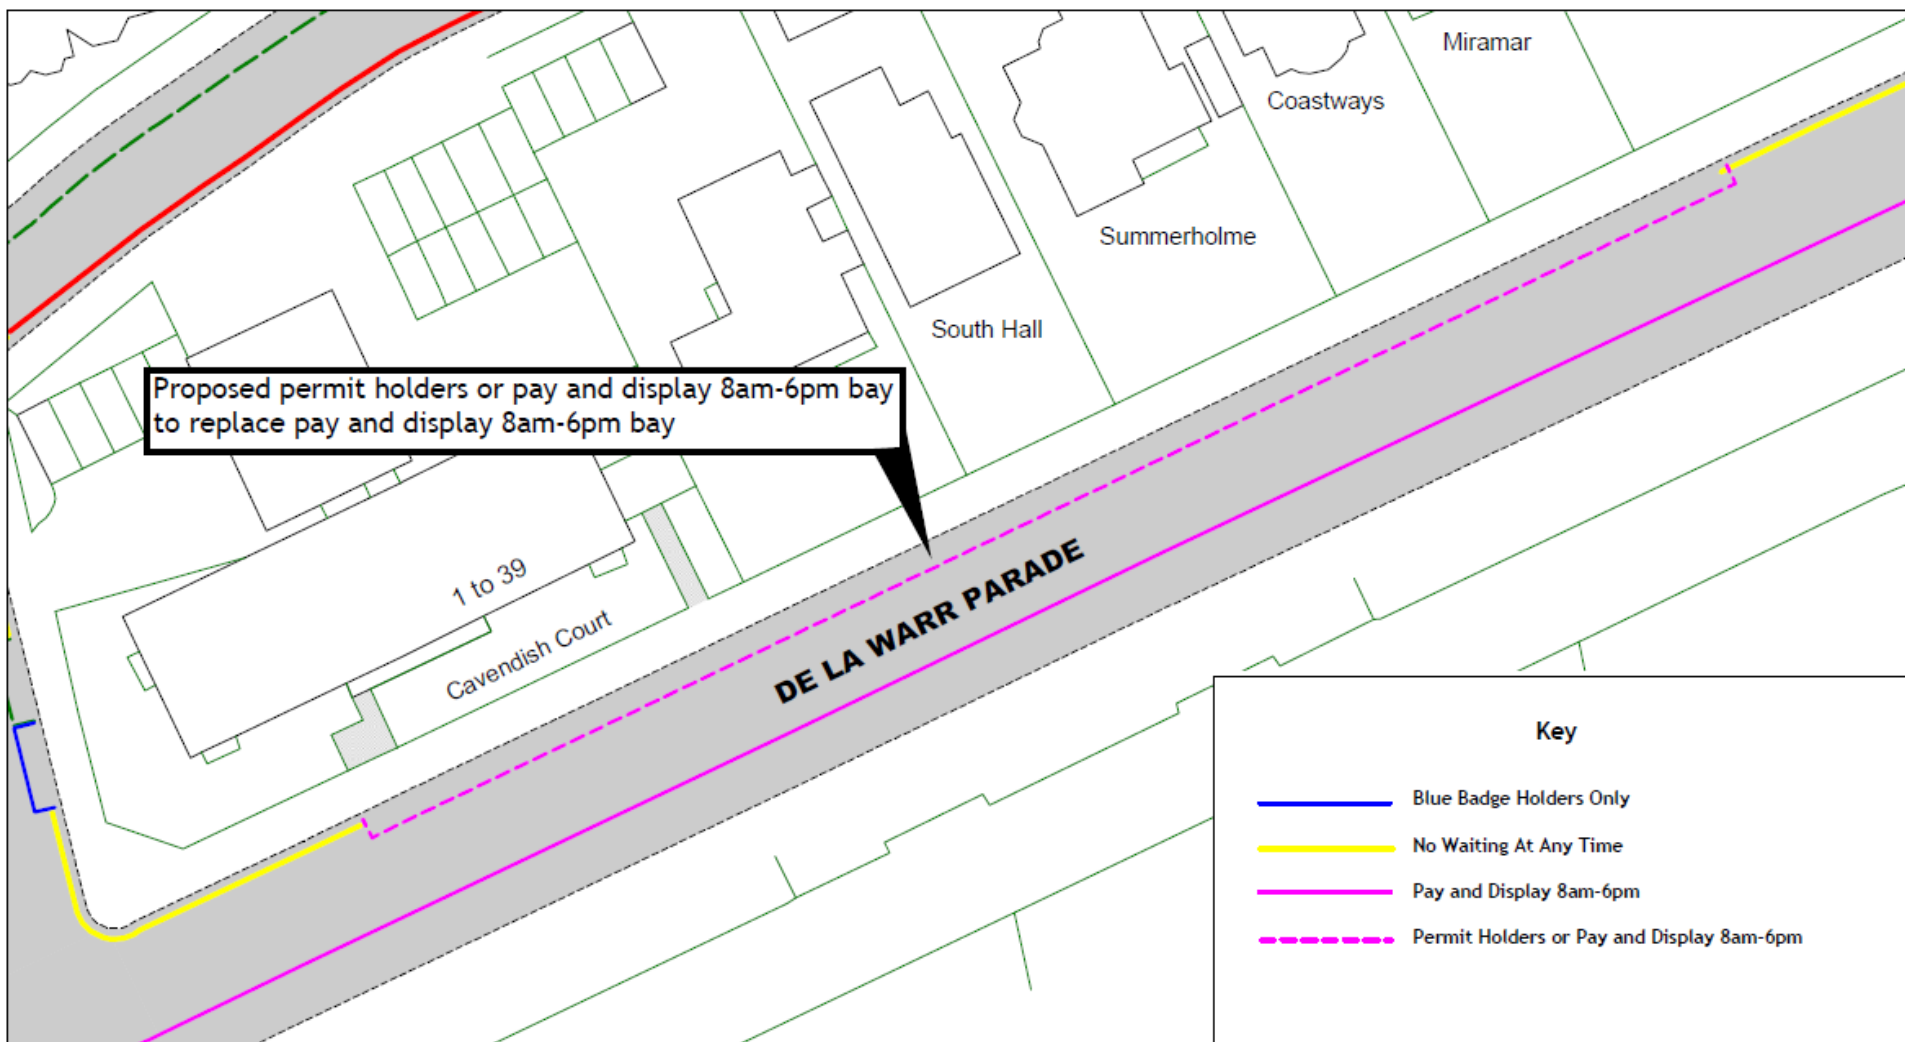 Miramar
Coastways
Summerholme
South Hall
Proposed permit holders or pay and display 8am-6pm bay
to replace pay and display 8am-6pm bay
1 to 39
Cavendish Court
DE LA WARR PARADE
Key
Blue Badge Holders Only
No Waiting At Any Time
Pay and Display 8am-6pm
Permit Holders or Pay and Display 8am-6pm